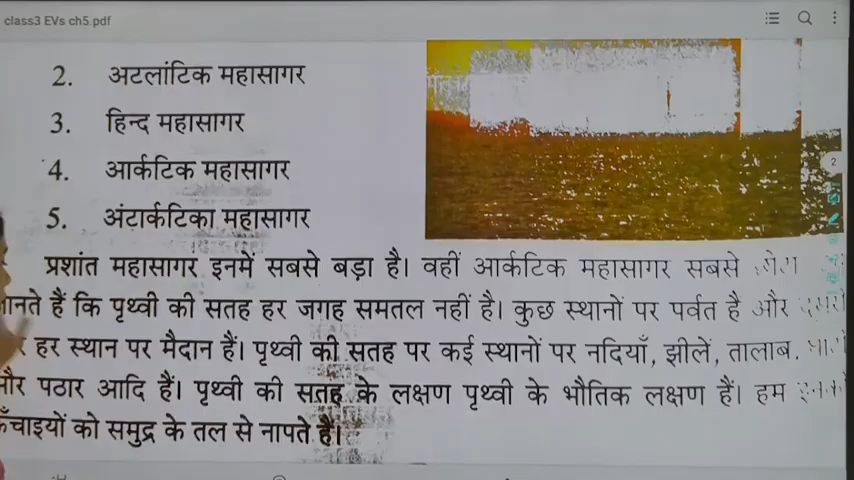 class3 EVs ch5.pdf
2. अटलांटिक महासागर
3. हिन्द महासागर
4. आर्कटिक महासागर
5. अंटार्कटिका महासागर
2
प्रशांत महासागर इनमें सबसे बड़ा है। वहीं आर्कटिक महासागर सबसे
हैं कि पृथ्वी की सतह हर जगह समतल नहीं है। कुछ स्थानों पर पर्वत है और
हर स्थान पर मैदान हैं। पृथ्वी की सतह पर कई स्थानों पर नदियाँ, झीलें, तालाब.
पठार आदि हैं। पृथ्वी की सतह के लक्षण पृथ्वी के भौतिक लक्षण हैं। हम
को समुद्र के तल से नापते हैं।